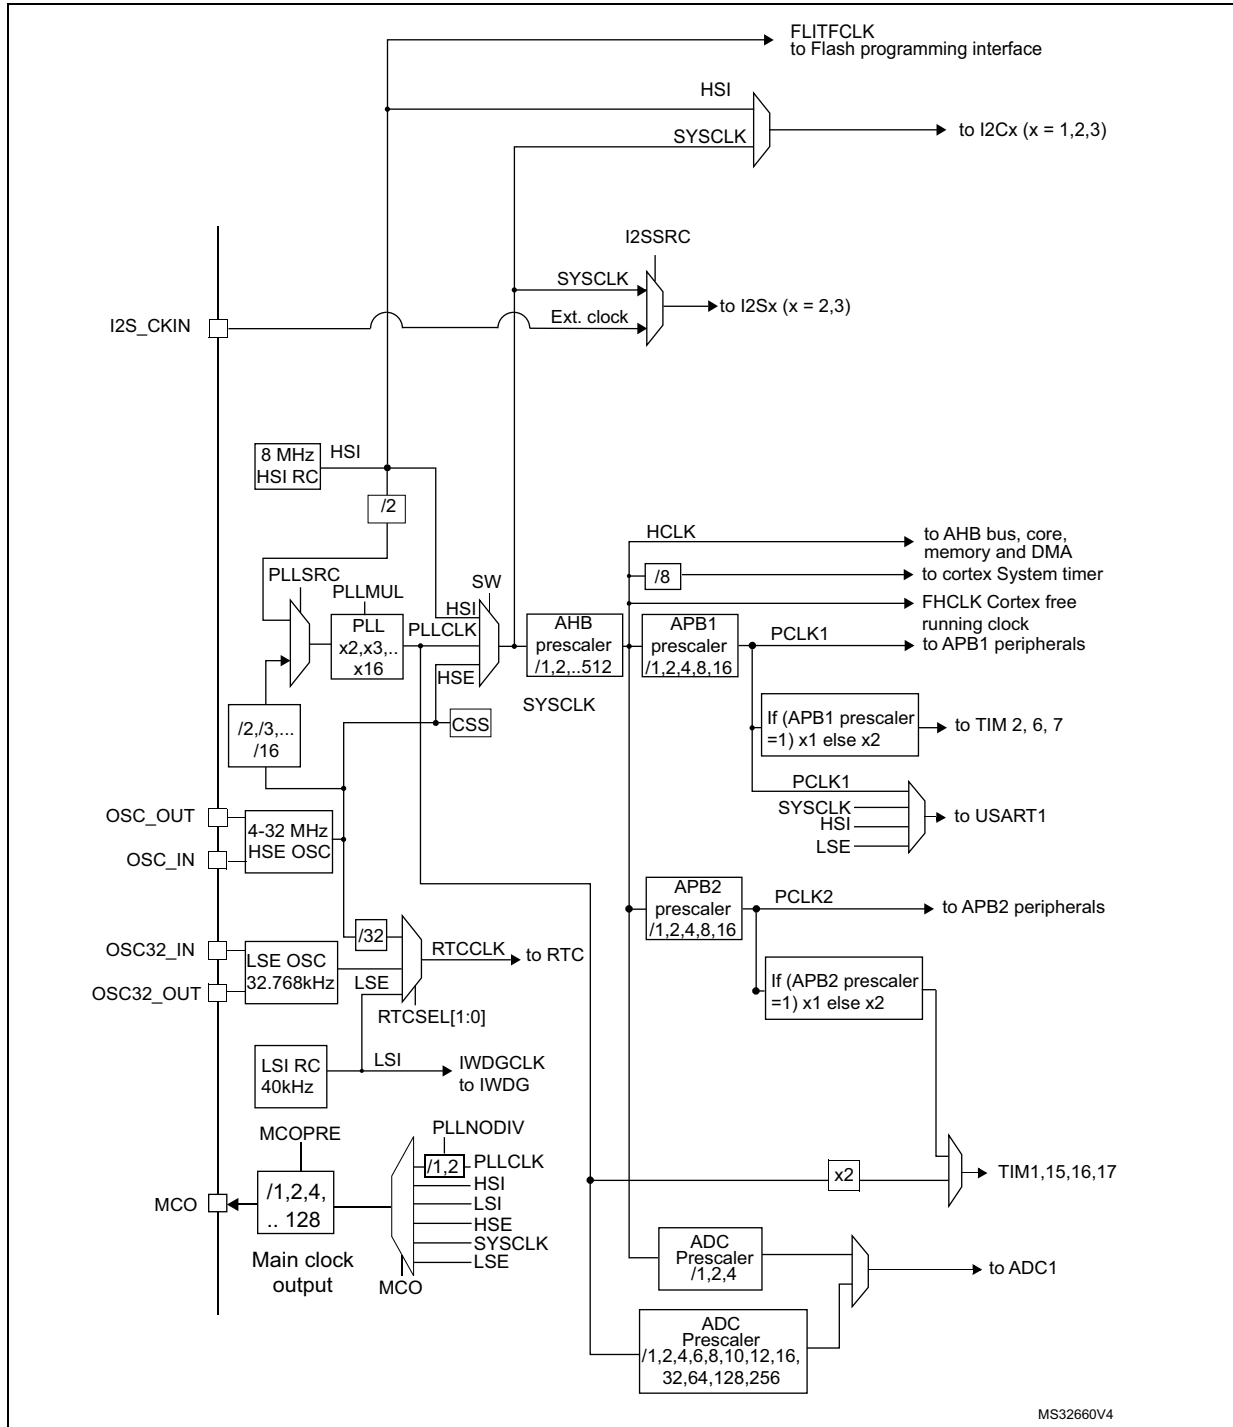 FLITFCLK
to Flash programming interface
HSI
SYSCLK
to I2Cx (x = 1,2,3)
I2SSRC
SYSCLK
to I2Sx (x = 2,3)
I2S_CKIN
Ext. clock
8 MHz
HSI RC
HSI
/2
HCLK
to AHB bus, core,
memory and DMA
/8
to cortex System timer
FHCLK Cortex free
running clock
PLLSRC
PLLMUL
PLL
x2,x3,..
x16
SW
HSI
PLLCLK
HSE
AHB
prescaler
/1,2,..512
SYSCLK
APB1
prescaler
/1,2,4,8,16
PCLK1
to APB1 peripherals
/2,/3,...
/16
CSS
If (APB1 prescaler
=1) x1 else x2
to TIM 2, 6, 7
PCLK1
SYSCLK
HSI
LSE
to USART1
OSC_OUT
OSC_IN
4-32 MHz
HSE OSC
APB2
prescaler
/1,2,4,8,16
PCLK2
to APB2 peripherals
OSC32_IN
OSC32_OUT
LSE OSC
32.768kHz
/32
LSE
RTCCLK
to RTC
RTCSEL[1:0]
If (APB2 prescaler
=1) x1 else x2
LSI RC
40kHz
LSI
IWDGCLK
to IWDG
MCOPRE
MCO
/1,2,4,
.. 128
Main clock
output
PLLNODIV
/1,2
PLLCLK
HSI
LSI
HSE
SYSCLK
LSE
MCO
x2
TIM1,15,16,17
ADC
Prescaler
/1,2,4
to ADC1
ADC
Prescaler
/1,2,4,6,8,10,12,16,
32,64,128,256
MS32660V4